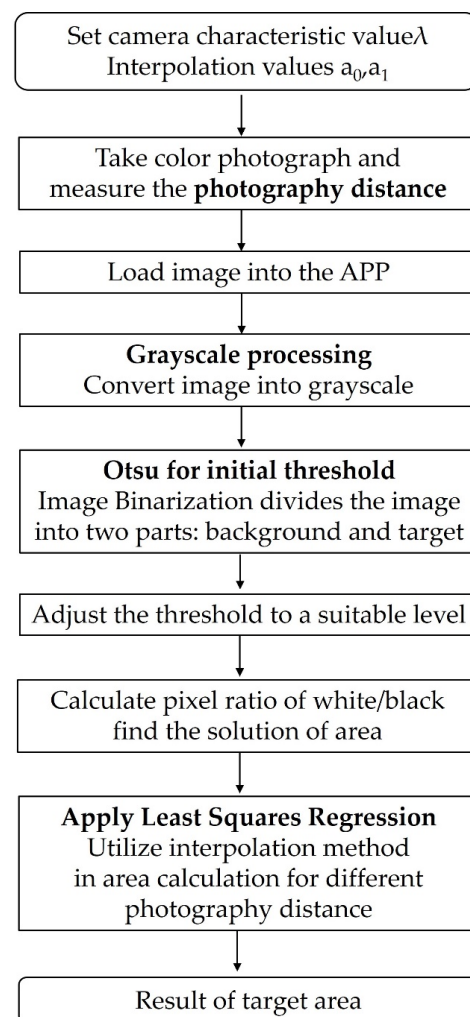 Set camera characteristic valueλ
Interpolation values a₀,a₁
Take color photograph and
measure the photography distance
Load image into the APP
Grayscale processing
Convert image into grayscale
Otsu for initial threshold
Image Binarization divides the image
into two parts: background and target
Adjust the threshold to a suitable level
Calculate pixel ratio of white/black
find the solution of area
Apply Least Squares Regression
Utilize interpolation method
in area calculation for different
photography distance
Result of target area